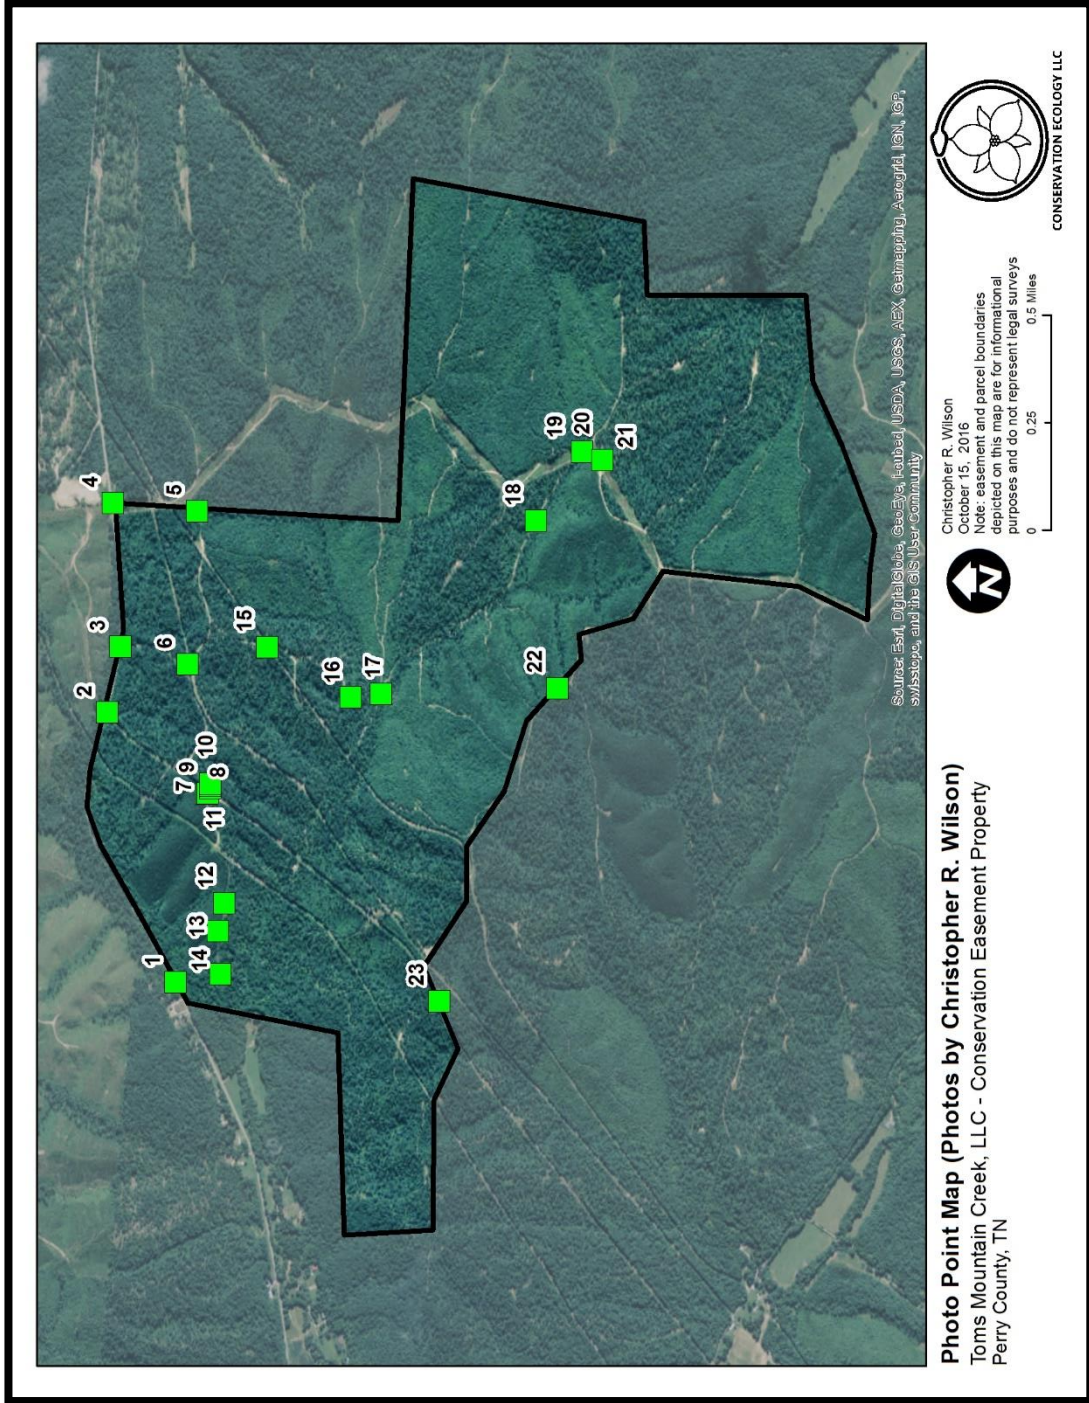 1
2
3
4
5
6
7
9
10
8
11
12
13
14
15
16
17
18
19
20
21
22
23
Source: Esri, DigitalGlobe, GeoEye, i-cubed, USDA, USGS, AEX, Getmapping, Aerogrid, IGN, IGP,
swisstopo, and the GIS User Community
Photo Point Map (Photos by Christopher R. Wilson)
Toms Mountain Creek, LLC - Conservation Easement Property
Perry County, TN
N
Christopher R. Wilson
October 15, 2016
Note: easement and parcel boundaries
depicted on this map are for informational
purposes and do not represent legal surveys
0 0.25 0.5 Miles
CONSERVATION ECOLOGY LLC